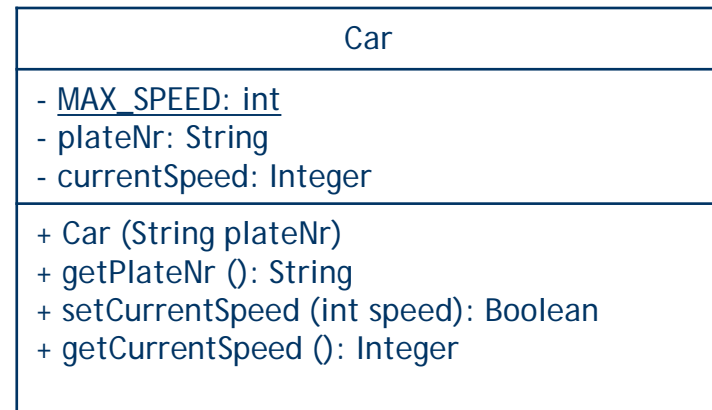 Car
- MAX_SPEED: int
- plateNr: String
- currentSpeed: Integer
+ Car (String plateNr)
+ getPlateNr (): String
+ setCurrentSpeed (int speed): Boolean
+ getCurrentSpeed (): Integer